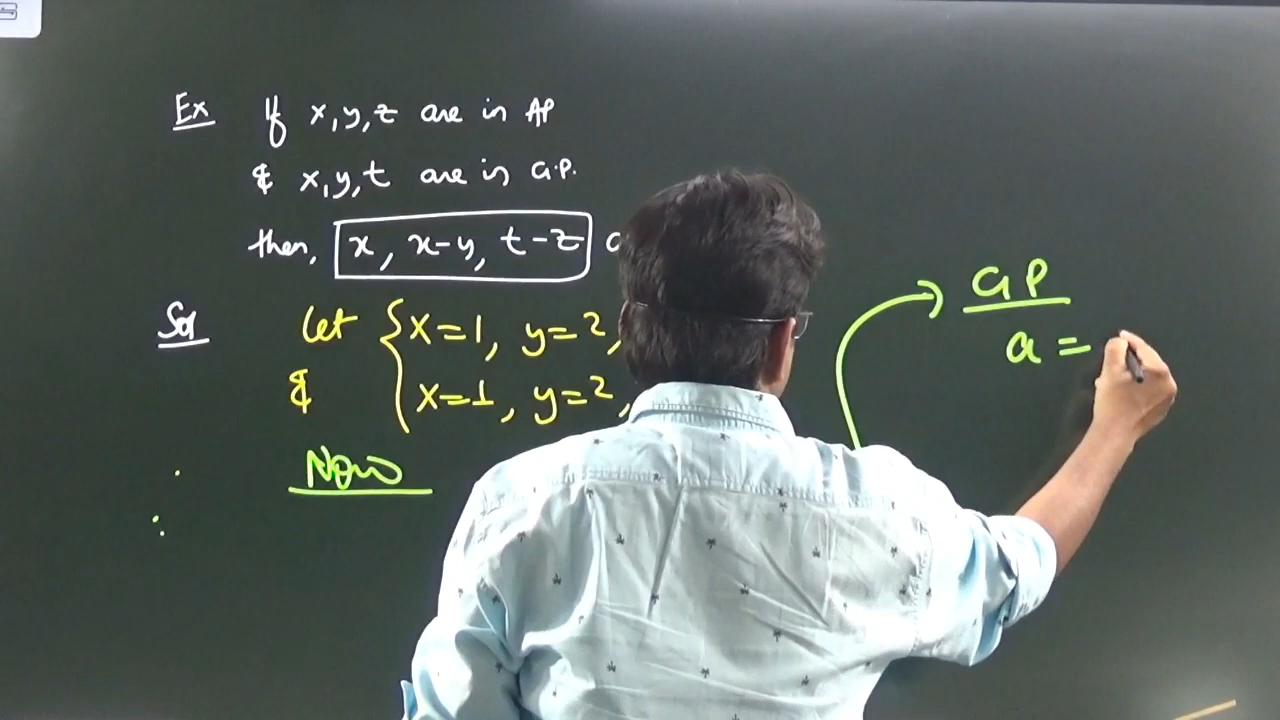 Ex If x, y, z are in AP
& x, y, t are in G.P.
then, x, x-y, t-z
Sol let { x=1, y=2,
& x=1, y=2,
Now
GP
a =